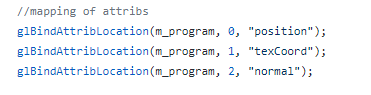 //mapping of attribs
glBindAttribLocation(m_program, 0, "position");
glBindAttribLocation(m_program, 1, "texCoord");
glBindAttribLocation(m_program, 2, "normal");